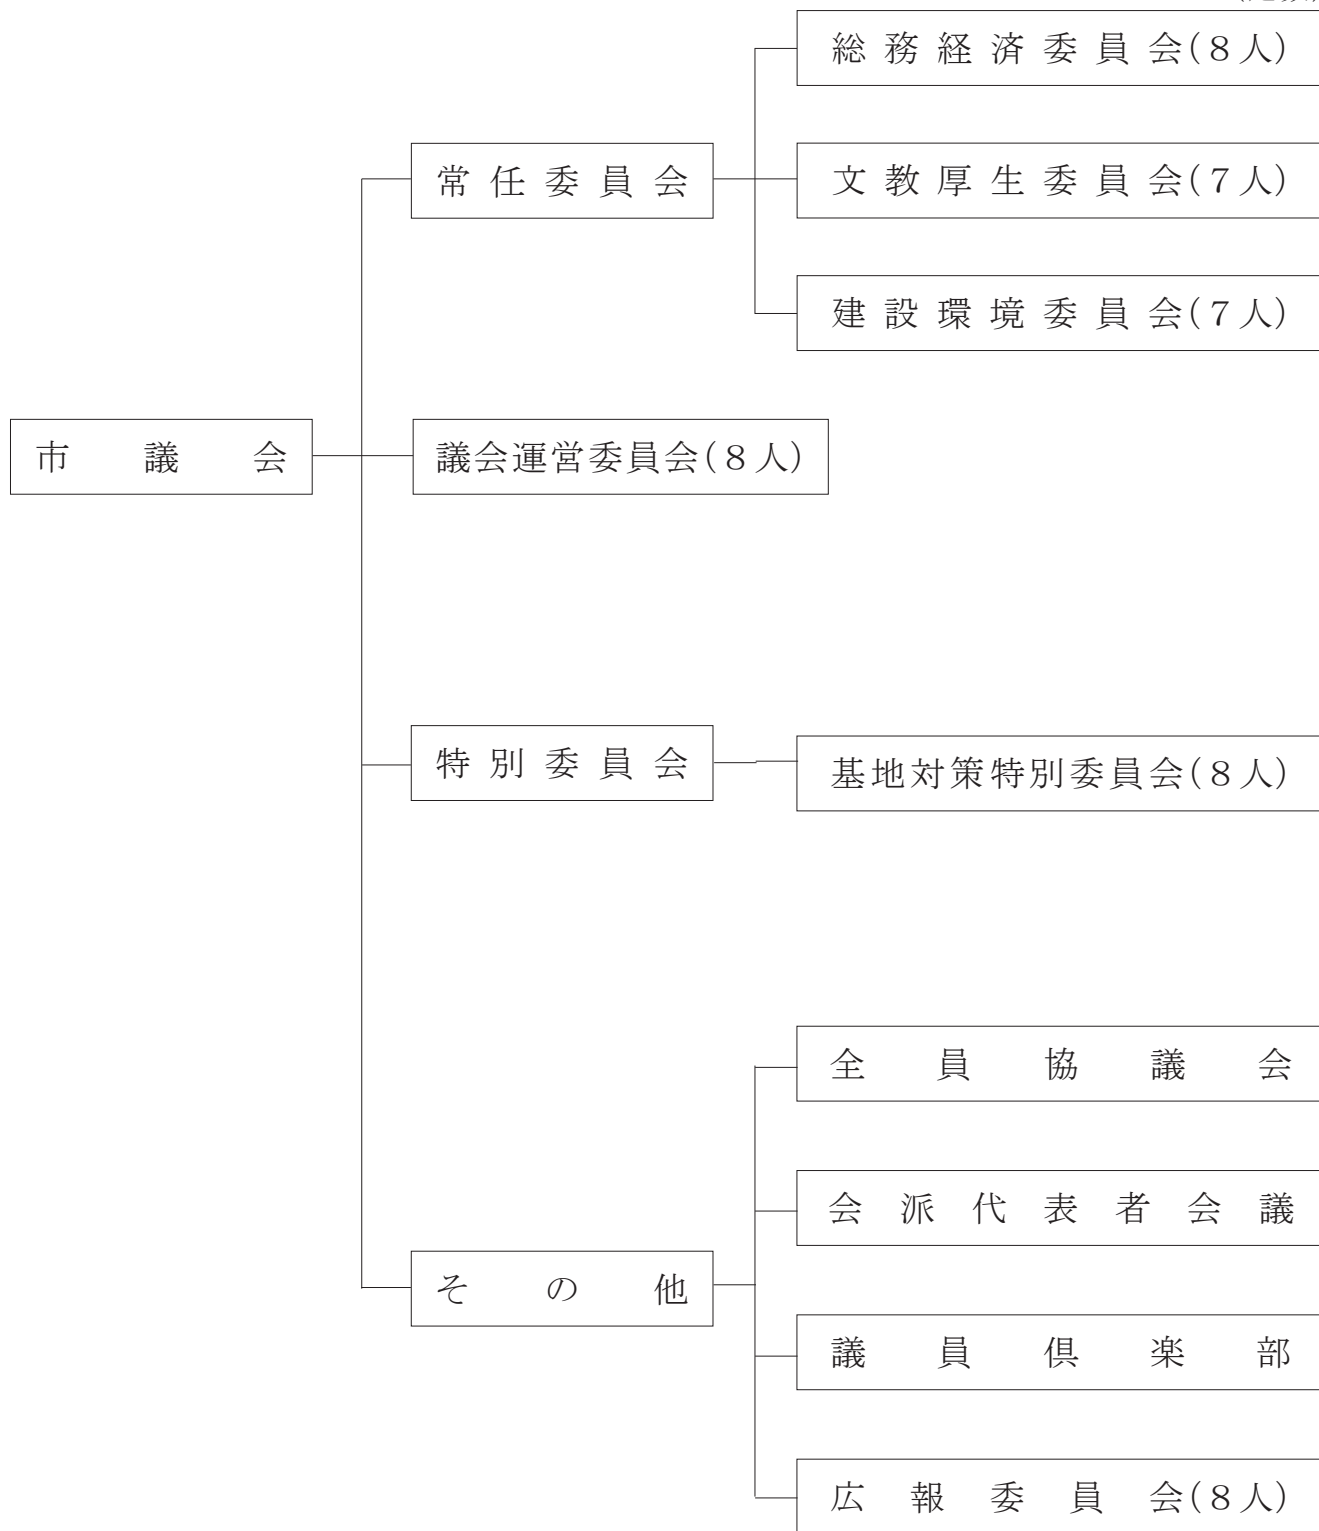 総務経済委員会(８人)
常任委員会
文教厚生委員会(７人)
建設環境委員会(７人)
市議会
議会運営委員会(８人)
特別委員会
基地対策特別委員会(８人)
全員協議会
会派代表者会議
その他
議員倶楽部
広報委員会(８人)